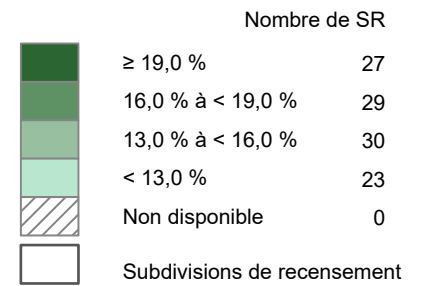 Nombre de SR
≥ 19,0 % 27
16,0 % à < 19,0 % 29
13,0 % à < 16,0 % 30
< 13,0 % 23
Non disponible 0
Subdivisions de recensement